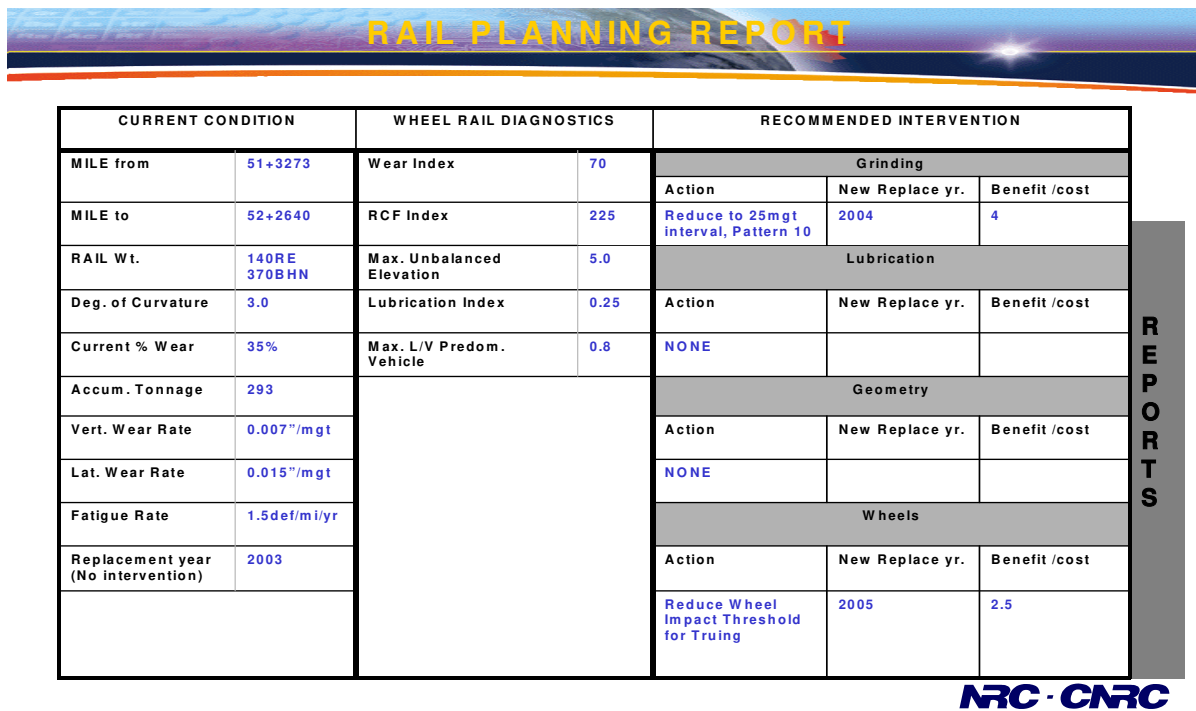 RAIL PLANNING REPORT
CURRENT CONDITION
WHEEL RAIL DIAGNOSTICS
RECOMMENDED INTERVENTION
MILE from
51+3273
MILE to
52+2640
RAIL Wt.
140RE
370BHN
Deg. of Curvature
3.0
Current % Wear
35%
Accum. Tonnage
293
Vert. Wear Rate
0.007”/mgt
Lat. Wear Rate
0.015”/mgt
Fatigue Rate
1.5def/mi/yr
Replacement year
(No intervention)
2003
Wear Index
70
RCF Index
225
Max. Unbalanced
Elevation
5.0
Lubrication Index
0.25
Max. L/V Predom.
Vehicle
0.8
Grinding
Action
New Replace yr.
Benefit /cost
Reduce to 25mgt
interval, Pattern 10
2004
4
Lubrication
Action
New Replace yr.
Benefit /cost
NONE
Geometry
Action
New Replace yr.
Benefit /cost
NONE
Wheels
Action
New Replace yr.
Benefit /cost
Reduce Wheel
Impact Threshold
for Truing
2005
2.5
REPORTS
NRC · CNRC